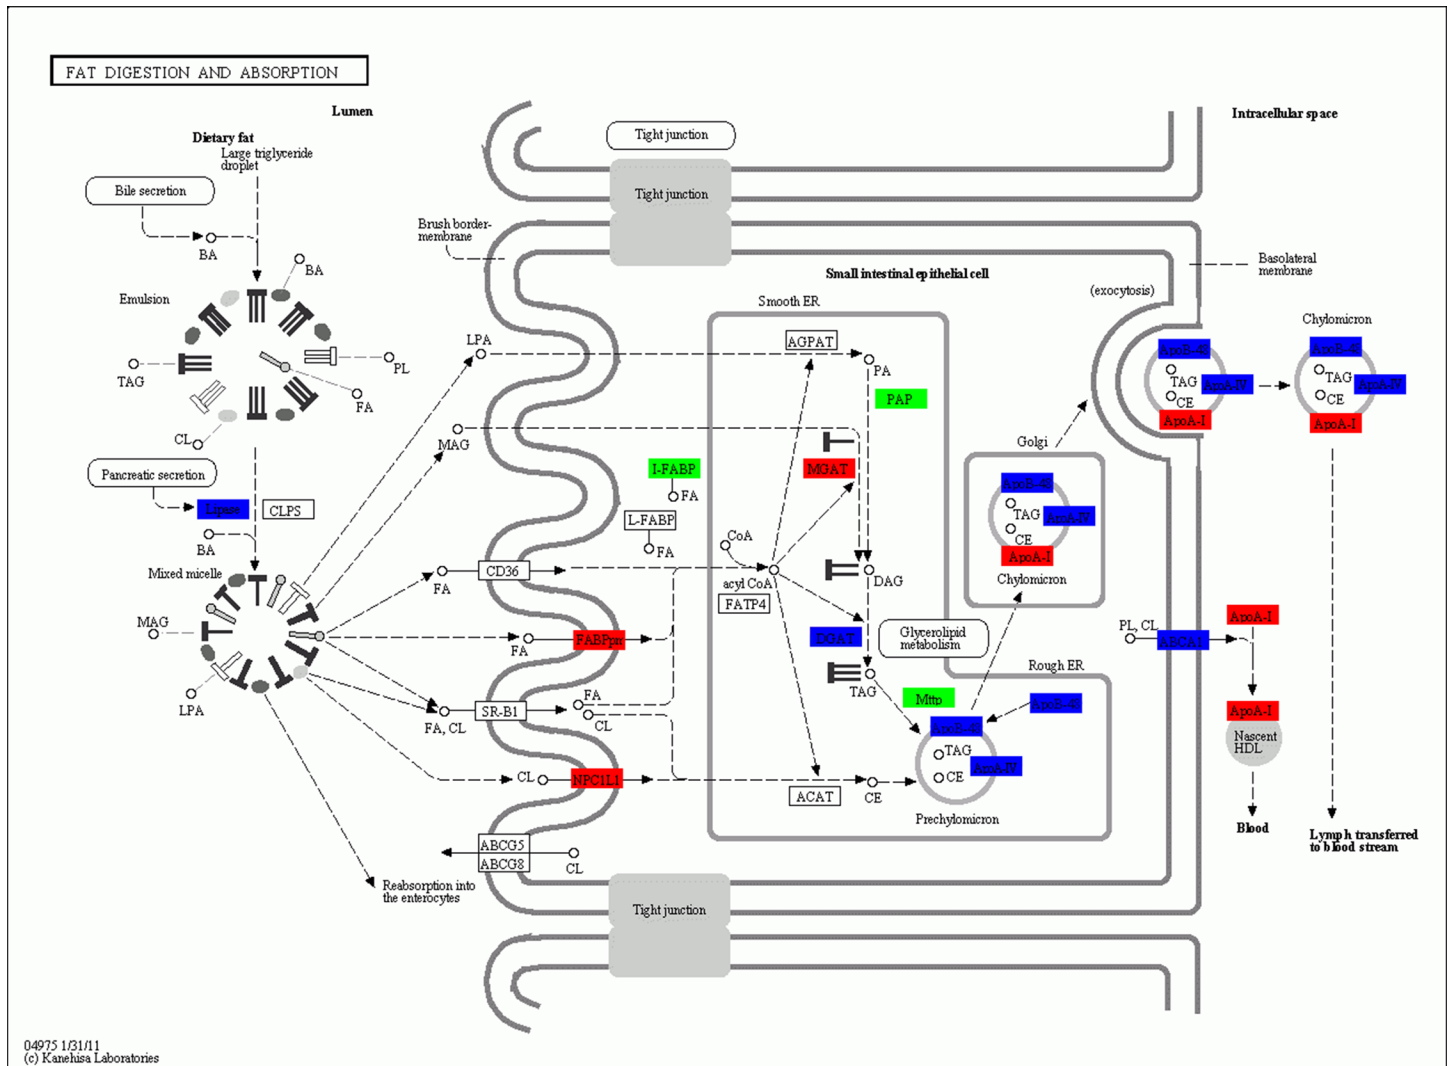 FAT DIGESTION AND ABSORPTION
Lumen
Intracellular space
Dietary fat
Large triglyceride
droplet
Tight junction
Bile secretion
Tight junction
BA
Brush border-
membrane
BA
Emulsion
Small intestinal epithelial cell
Basolateral
membrane
(exocytosis)
Smooth ER
Chylomicron
LPA
AGPAT
PA
TAG
PL
FA
PAP
ApoB-48
TAG
ApoA-IV
CE
ApoA-I
ApoB-48
TAG
ApoA-IV
CE
ApoA-I
CL
MAG
Golgi
Pancreatic secretion
I-FABP
FA
MGAT
Lipase
CLPS
L-FABP
FA
ApoB-48
TAG
ApoA-IV
CE
ApoA-I
Chylomicron
BA
CoA
Mixed micelle
FA
CD36
acyl CoA
FATP4
DAG
MAG
FA
FABPpm
DGAT
Glycerolipid
metabolism
PL, CL
ABCA1
ApoA-I
Rough ER
LPA
FA, CL
SR-B1
FA
CL
TAG
Mttp
ApoB-48
ApoB-48
TAG
ApoA-IV
CE
ApoA-I
Nascent
HDL
CL
NPC1L1
ACAT
CE
Prechylomicron
Blood
Lymph transferred
to blood stream
ABCG5
ABCG8
CL
Reabsorption into
the enterocytes
Tight junction
04975 1/31/11
(c) Kanehisa Laboratories